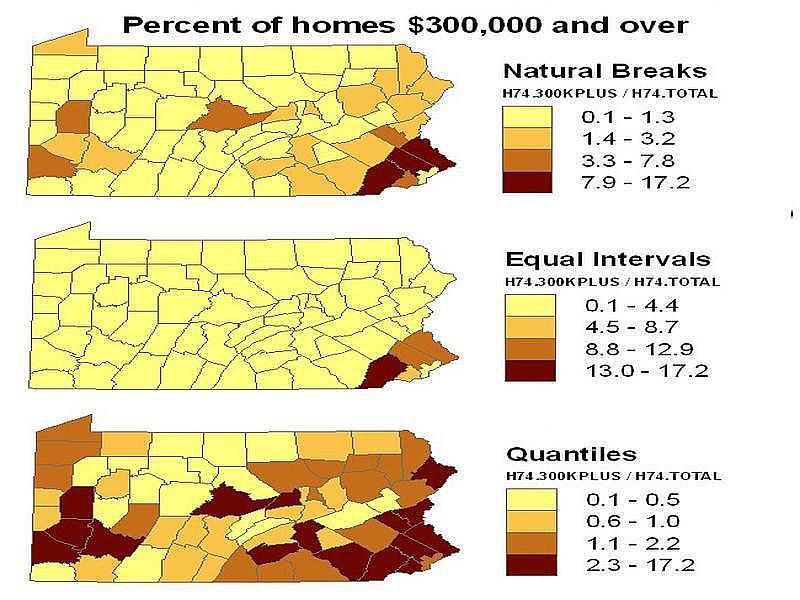 Percent of homes $300,000 and over
Natural Breaks
H74.300KPLUS / H74.TOTAL
0.1 - 1.3
1.4 - 3.2
3.3 - 7.8
7.9 - 17.2
Equal Intervals
H74.300KPLUS / H74.TOTAL
0.1 - 4.4
4.5 - 8.7
8.8 - 12.9
13.0 - 17.2
Quantiles
H74.300KPLUS / H74.TOTAL
0.1 - 0.5
0.6 - 1.0
1.1 - 2.2
2.3 - 17.2